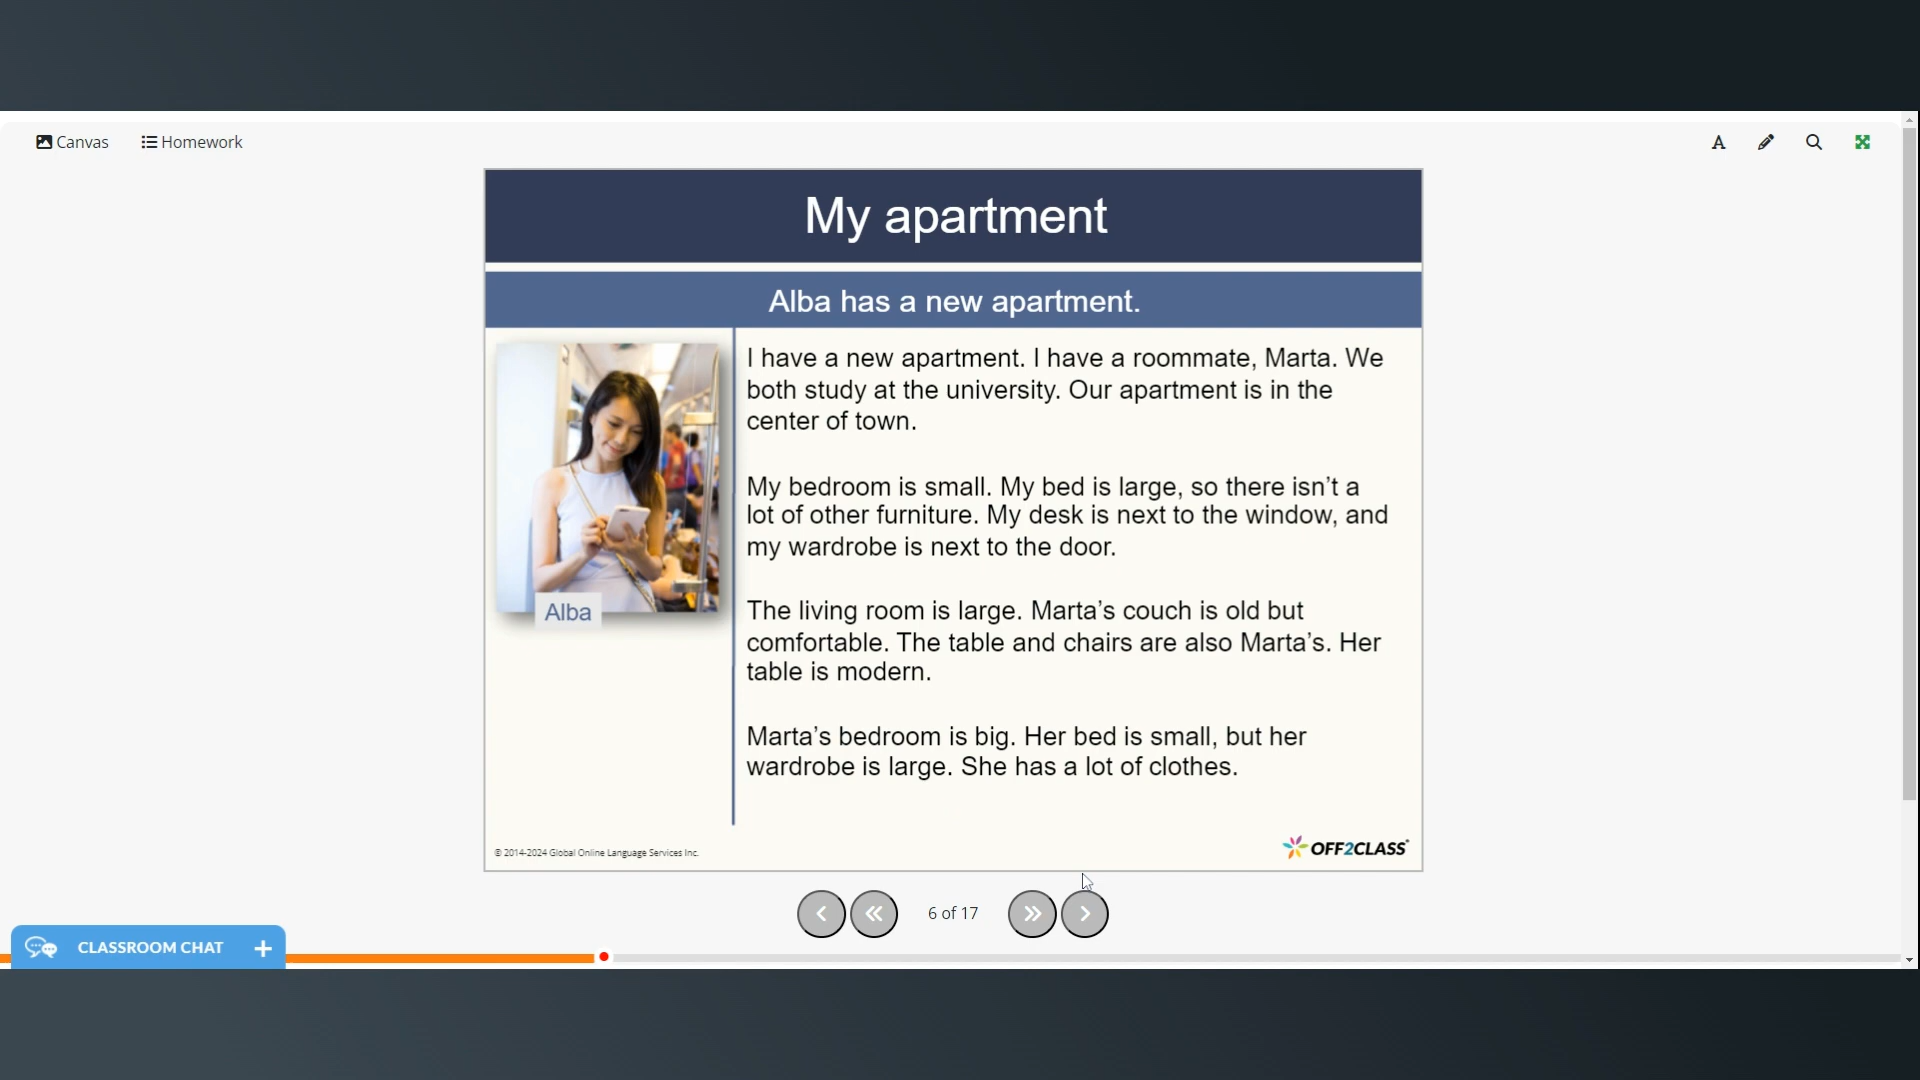 Canvas
Homework
A
My apartment
Alba has a new apartment.
I have a new apartment. I have a roommate, Marta. We
both study at the university. Our apartment is in the
center of town.
My bedroom is small. My bed is large, so there isn’t a
lot of other furniture. My desk is next to the window, and
my wardrobe is next to the door.
The living room is large. Marta’s couch is old but
comfortable. The table and chairs are also Marta’s. Her
table is modern.
Marta’s bedroom is big. Her bed is small, but her
wardrobe is large. She has a lot of clothes.
Alba
© 2014-2024 Global Online Language Services Inc.
OFF2CLASS
6 of 17
CLASSROOM CHAT +